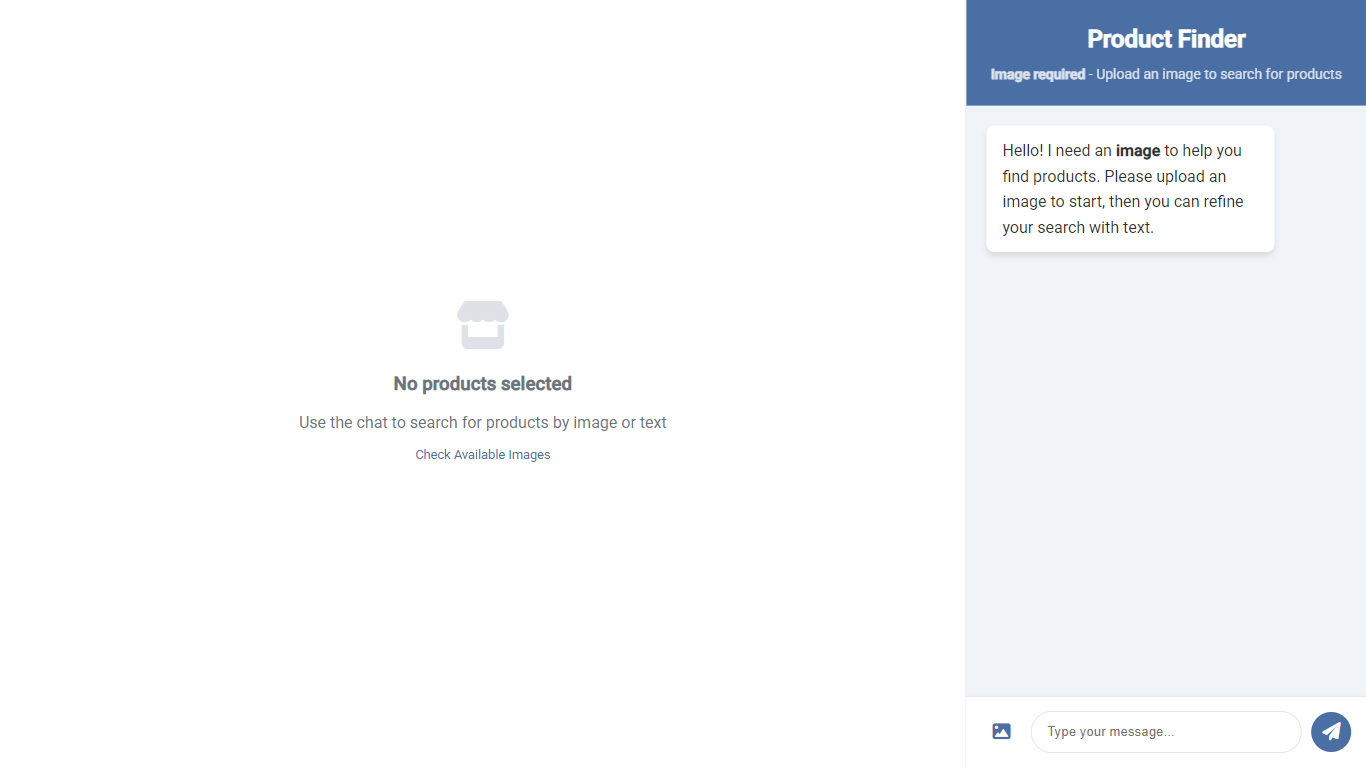 No products selected
Use the chat to search for products by image or text
Check Available Images
Product Finder
Image required - Upload an image to search for products
Hello! I need an image to help you
find products. Please upload an
image to start, then you can refine
your search with text.
Type your message...